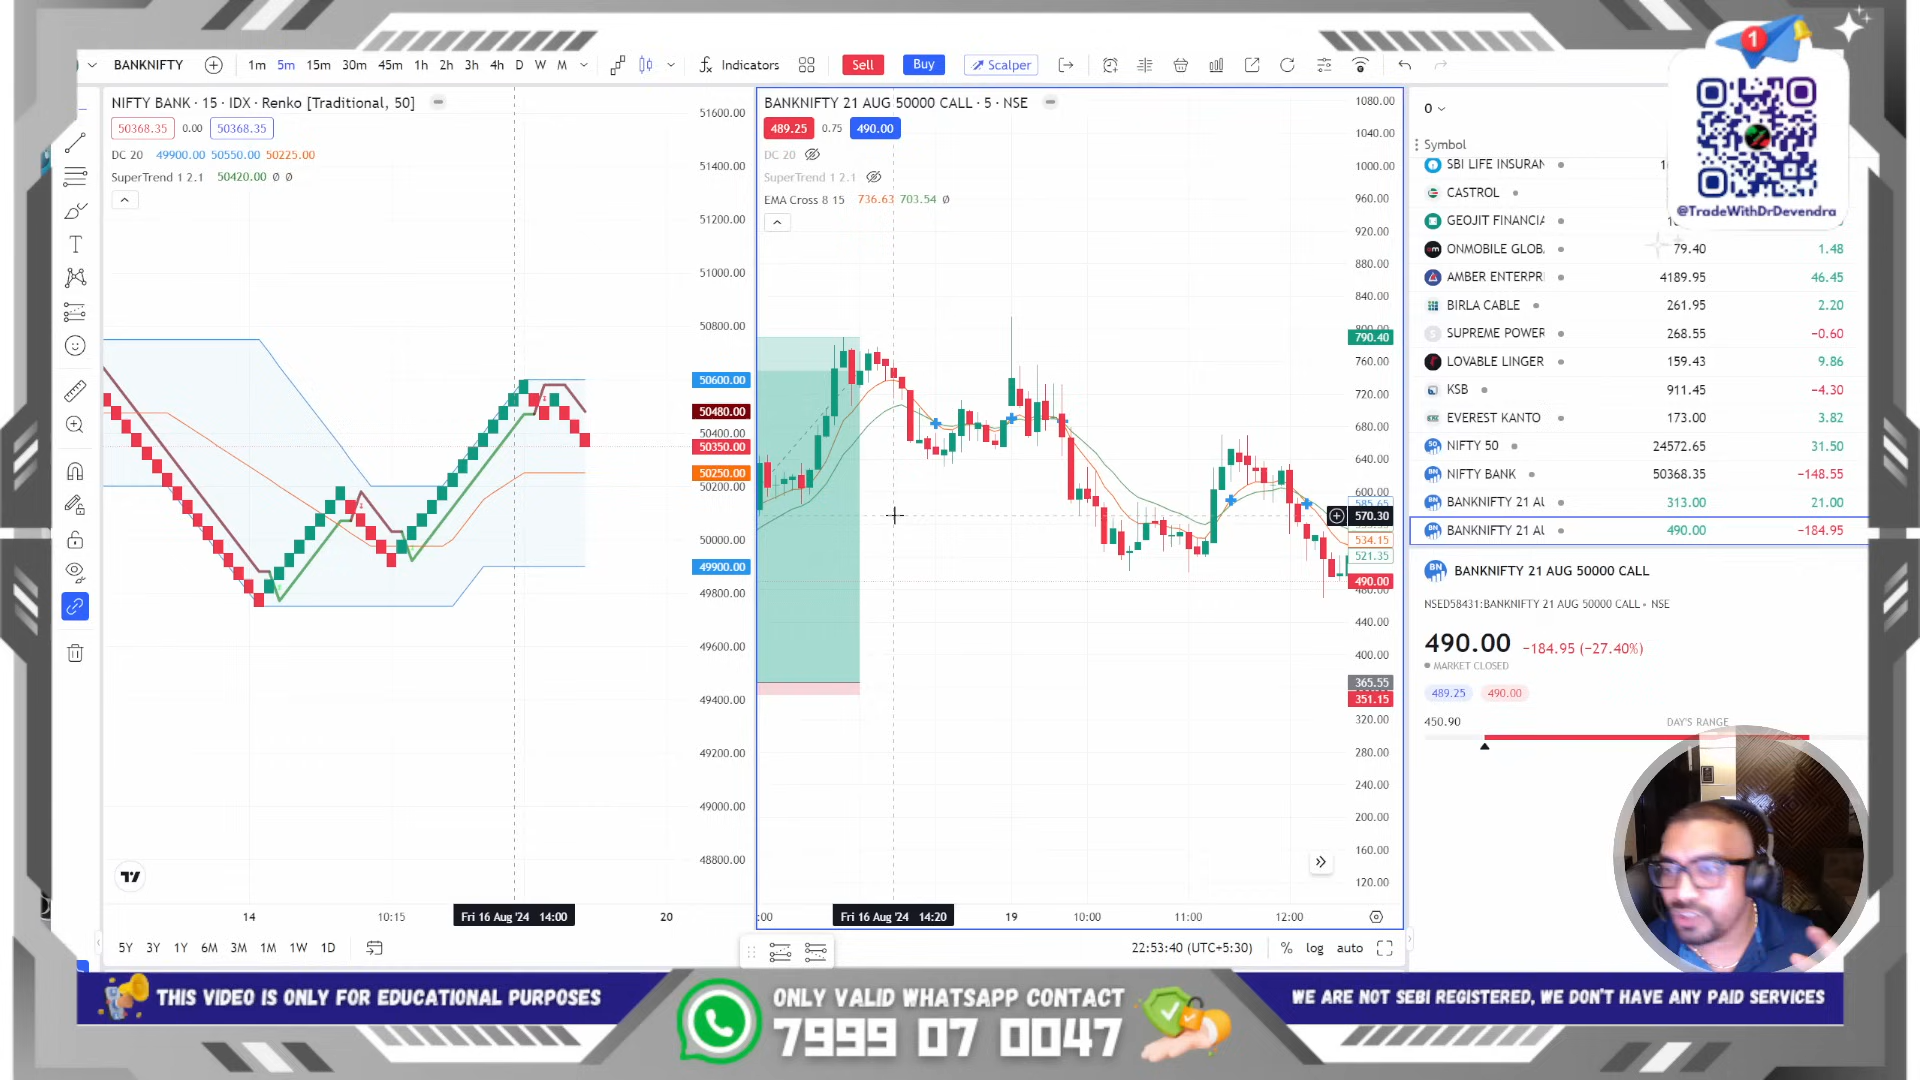 BANKNIFTY
1m 5m 15m 30m 45m 1h 2h 3h 4h D W M
Indicators
Sell
Buy
Scalper
1
@TradeWithDrDevendra
NIFTY BANK · 15 · IDX · Renko [Traditional, 50]
50368.35 0.00 50368.35
DC 20 49900.00 50550.00 50225.00
SuperTrend 1 2.1 50420.00 Ø Ø
51600.00
51400.00
51200.00
51000.00
50800.00
50600.00
50480.00
50400.00
50350.00
50250.00
50200.00
50000.00
49900.00
49800.00
49600.00
49400.00
49200.00
49000.00
48800.00
14 10:15 Fri 16 Aug '24 14:00 20
BANKNIFTY 21 AUG 50000 CALL · 5 · NSE
489.25 0.75 490.00
DC 20
SuperTrend 1 2.1
EMA Cross 8 15 736.63 703.54 Ø
1080.00
1040.00
1000.00
960.00
920.00
880.00
840.00
800.00
790.40
760.00
720.00
680.00
640.00
600.00
570.30
534.15
521.35
490.00
480.00
440.00
400.00
365.55
351.15
320.00
280.00
240.00
200.00
160.00
120.00
:00 Fri 16 Aug '24 14:20 19 10:00 11:00 12:00
5Y 3Y 1Y 6M 3M 1M 1W 1D
22:53:40 (UTC+5:30) % log auto
0
Symbol
SBI LIFE INSURAN
CASTROL
GEOJIT FINANCIA
ONMOBILE GLOB. 79.40 1.48
AMBER ENTERPRI 4189.95 46.45
BIRLA CABLE 261.95 2.20
SUPREME POWER 268.55 −0.60
LOVABLE LINGER 159.43 9.86
KSB 911.45 −4.30
EVEREST KANTO 173.00 3.82
NIFTY 50 24572.65 31.50
NIFTY BANK 50368.35 −148.55
BANKNIFTY 21 AU 313.00 21.00
BANKNIFTY 21 AU 490.00 −184.95
BANKNIFTY 21 AUG 50000 CALL
NSED58431:BANKNIFTY 21 AUG 50000 CALL • NSE
490.00 −184.95 (−27.40%)
MARKET CLOSED
489.25 490.00
450.90 DAY'S RANGE
THIS VIDEO IS ONLY FOR EDUCATIONAL PURPOSES
ONLY VALID WHATSAPP CONTACT
7999 07 0047
WE ARE NOT SEBI REGISTERED, WE DON'T HAVE ANY PAID SERVICES